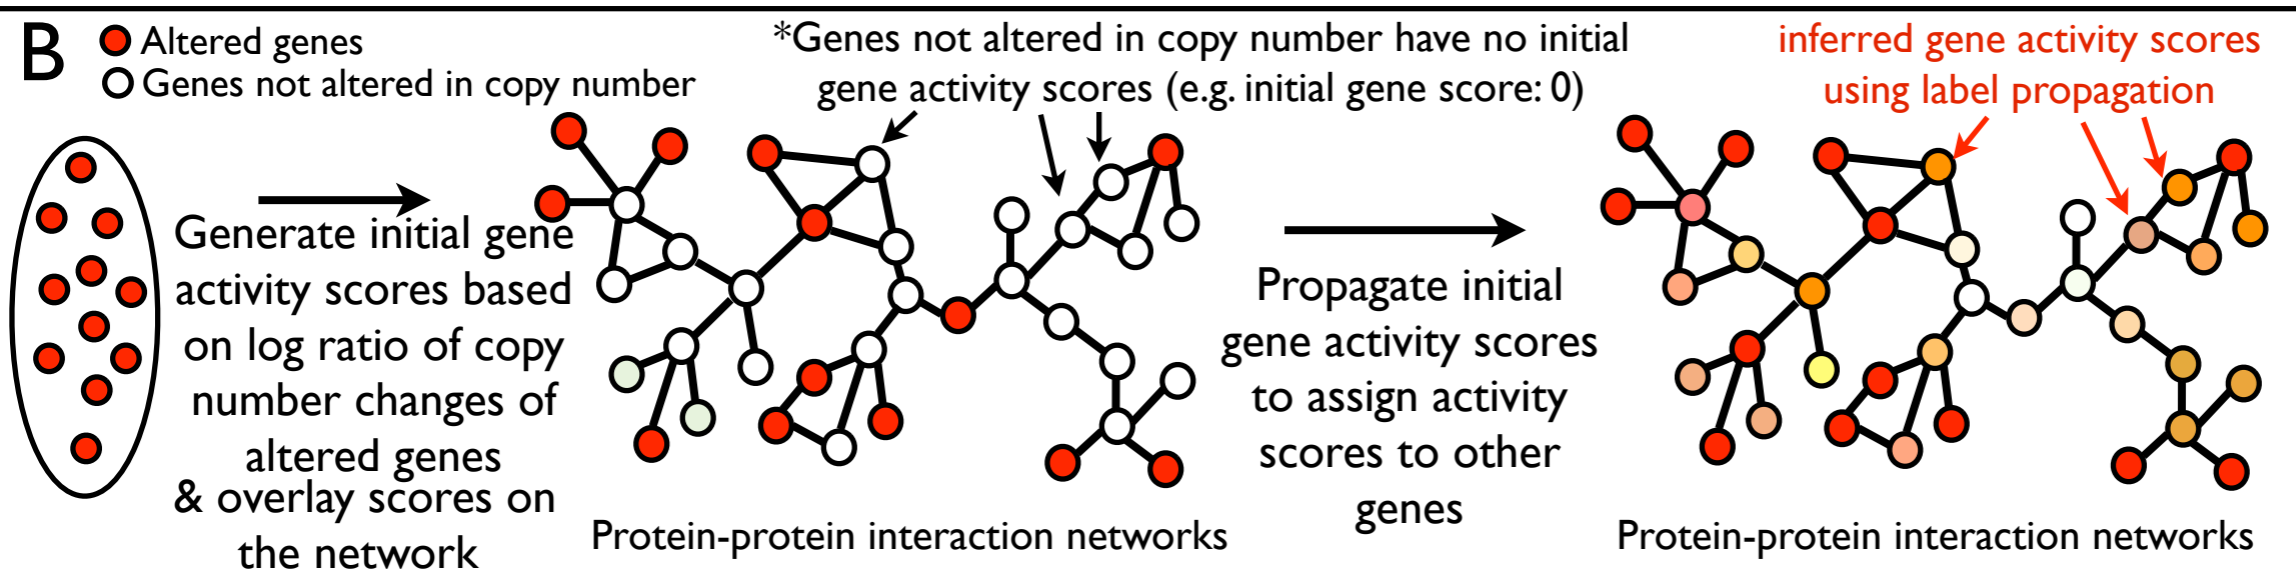 B
Altered genes
Genes not altered in copy number
*Genes not altered in copy number have no initial
gene activity scores (e.g. initial gene score: 0)
inferred gene activity scores
using label propagation
Generate initial gene
activity scores based
on log ratio of copy
number changes of
altered genes
& overlay scores on
the network
Protein-protein interaction networks
Propagate initial
gene activity scores
to assign activity
scores to other
genes
Protein-protein interaction networks